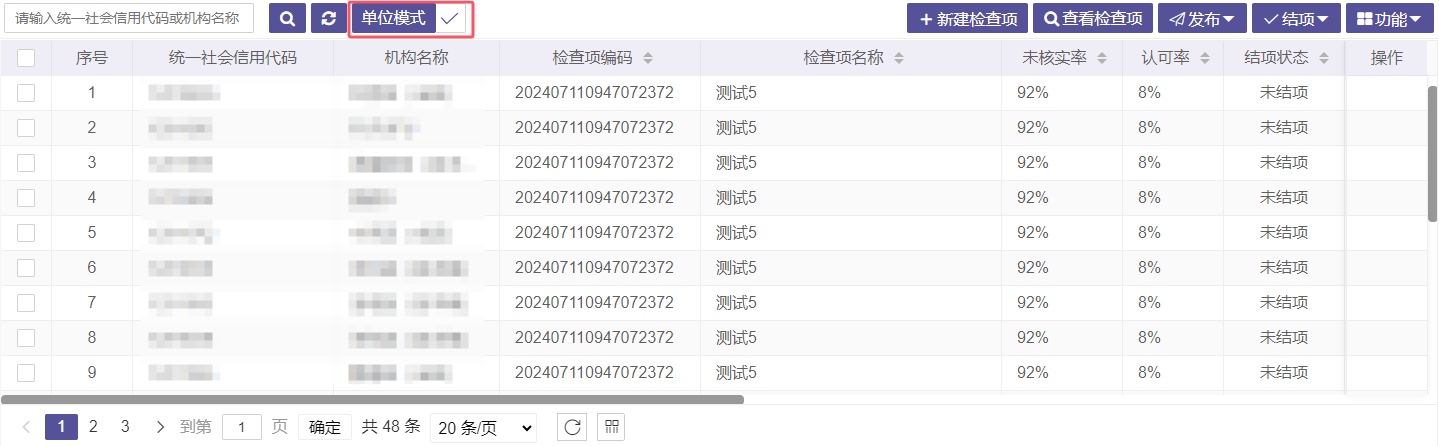 请输入统一社会信用代码或机构名称 单位模式 新建检查项 查看检查项 发布 结项 功能
序号 统一社会信用代码 机构名称 检查项编码 检查项名称 未核实率 认可率 结项状态 操作
1 202407110947072372 测试5 92% 8% 未结项
2 202407110947072372 测试5 92% 8% 未结项
3 202407110947072372 测试5 92% 8% 未结项
4 202407110947072372 测试5 92% 8% 未结项
5 202407110947072372 测试5 92% 8% 未结项
6 202407110947072372 测试5 92% 8% 未结项
7 202407110947072372 测试5 92% 8% 未结项
8 202407110947072372 测试5 92% 8% 未结项
9 202407110947072372 测试5 92% 8% 未结项
1 2 3 到第 1 页 确定 共 48 条 20 条/页